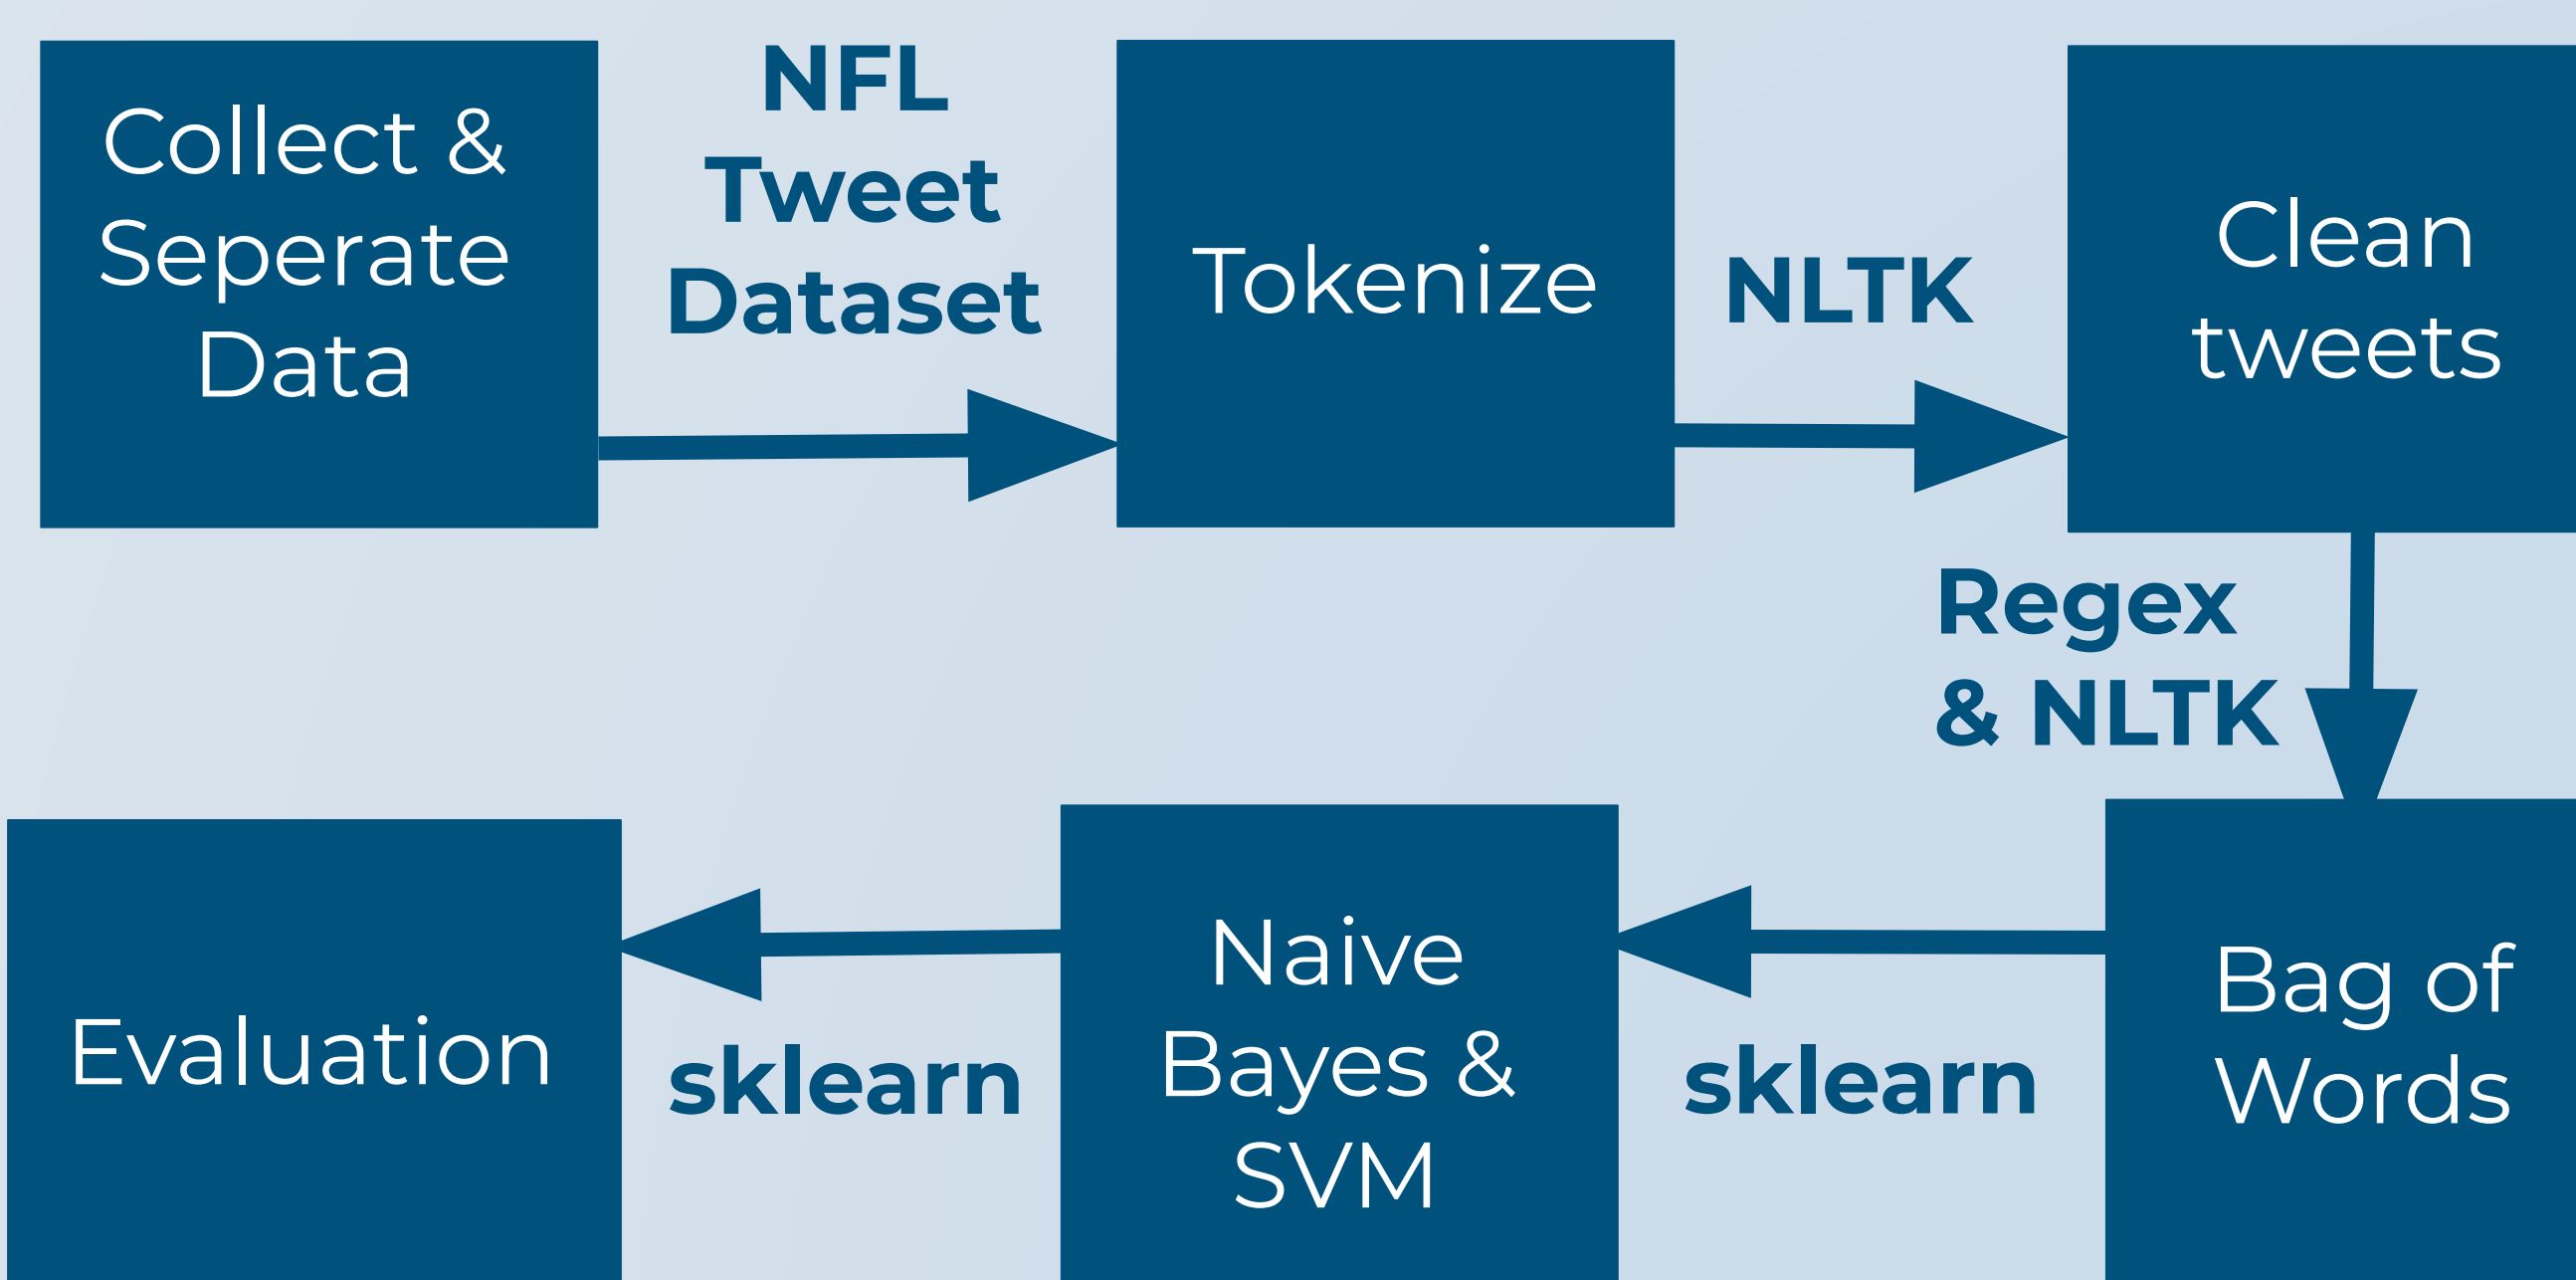 Collect &
Seperate
Data
NFL
Tweet
Dataset
Tokenize
NLTK
Clean
tweets
Regex
& NLTK
Bag of
Words
sklearn
Naive
Bayes &
SVM
sklearn
Evaluation